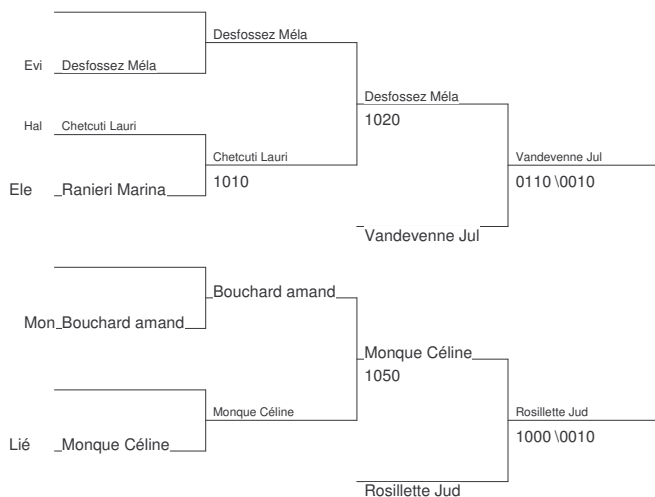 Desfossez Méla
Evi Desfossez Méla
Desfossez Méla
1020
Hal Chetcuti Lauri
Chetcuti Lauri
1010
Vandevenne Jul
0110 \0010
Ele Ranieri Marina
Vandevenne Jul
Bouchard amand
Mon Bouchard amand
Monque Céline
1050
Monque Céline
Rosillette Jud
1000 \0010
Lié Monque Céline
Rosillette Jud